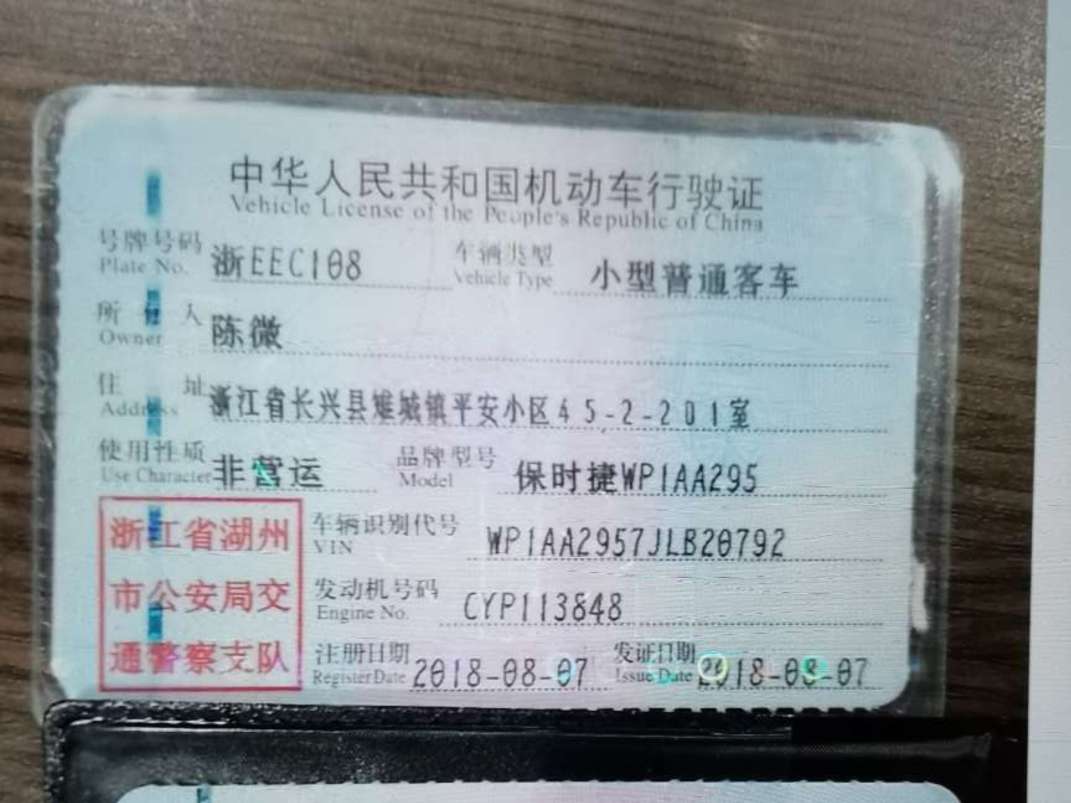 中华人民共和国机动车行驶证
Vehicle License of the People's Republic of China
号牌号码 浙EEC108 车辆类型 小型普通客车
Plate No. Vehicle Type
所有人 陈微
Owner
住址 浙江省长兴县雉城镇平安小区45-2-201室
Address
使用性质 非营运 品牌型号 保时捷WP1AA295
Use Character Model
浙江省湖州
市公安局交
通警察支队
车辆识别代号 WP1AA2957JLB20792
VIN
发动机号码 CYP113848
Engine No.
注册日期 2018-08-07 发证日期 2018-08-07
Register Date Issue Date